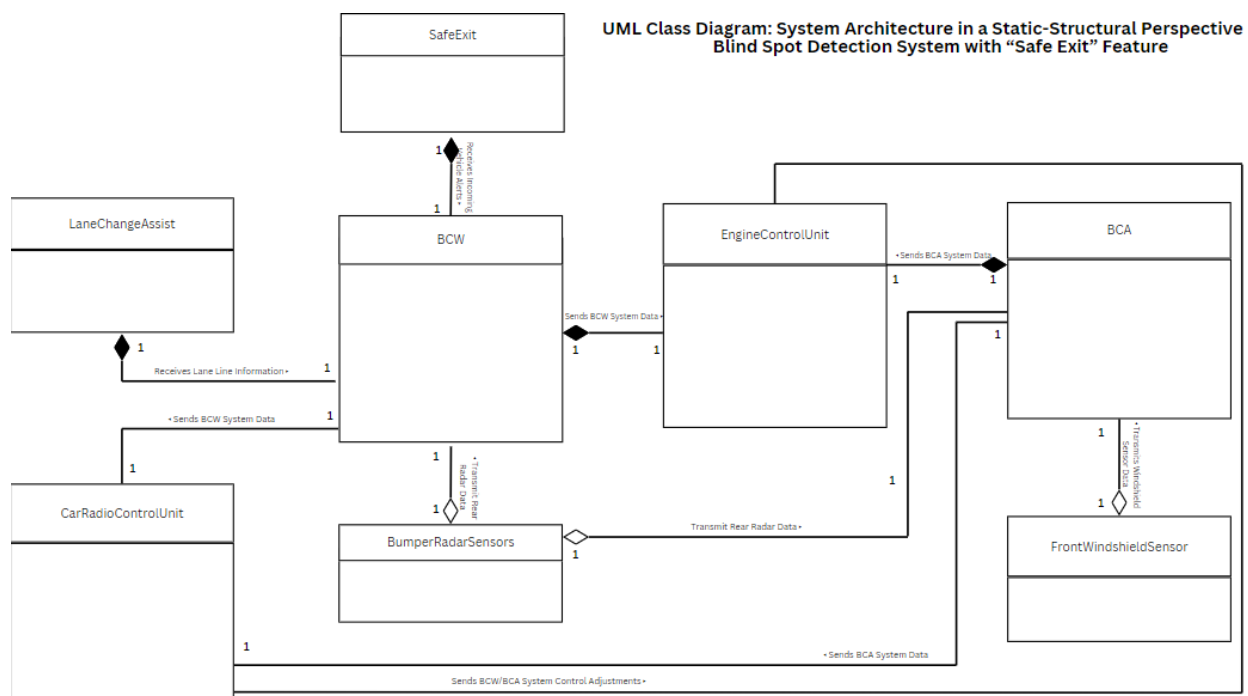 SafeExit
UML Class Diagram: System Architecture in a Static-Structural Perspective
Blind Spot Detection System with “Safe Exit” Feature
1
Receives Incoming
Vehicle Alerts •
1
LaneChangeAssist
BCW
EngineControlUnit
BCA
• Sends BCA System Data
1
1
Sends BCW System Data •
1
1
1
1
1
Receives Lane Line Information •
1
• Sends BCW System Data
1
1
1
• Transmit Rear
Radar Data
1
1
• Transmits Windshield
Sensor Data
1
1
CarRadioControlUnit
BumperRadarSensors
1
Transmit Rear Radar Data •
FrontWindshieldSensor
1
• Sends BCA System Data
Sends BCW/BCA System Control Adjustments •